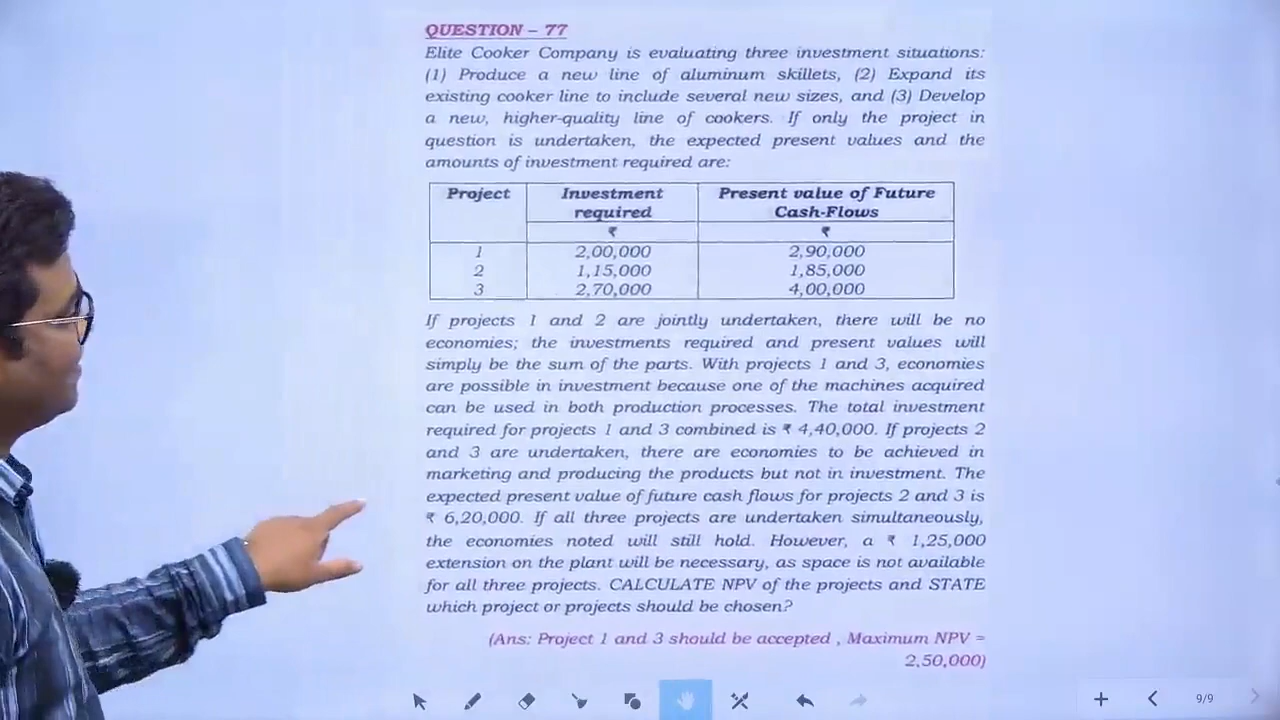 QUESTION – 77
Elite Cooker Company is evaluating three investment situations:
(1) Produce a new line of aluminum skillets, (2) Expand its
existing cooker line to include several new sizes, and (3) Develop
a new, higher-quality line of cookers. If only the project in
question is undertaken, the expected present values and the
amounts of investment required are:
Project Investment required Present value of Future Cash-Flows
₹ ₹
1 2,00,000 2,90,000
2 1,15,000 1,85,000
3 2,70,000 4,00,000
If projects 1 and 2 are jointly undertaken, there will be no
economies; the investments required and present values will
simply be the sum of the parts. With projects 1 and 3, economies
are possible in investment because one of the machines acquired
can be used in both production processes. The total investment
required for projects 1 and 3 combined is ₹ 4,40,000. If projects 2
and 3 are undertaken, there are economies to be achieved in
marketing and producing the products but not in investment. The
expected present value of future cash flows for projects 2 and 3 is
₹ 6,20,000. If all three projects are undertaken simultaneously,
the economies noted will still hold. However, a ₹ 1,25,000
extension on the plant will be necessary, as space is not available
for all three projects. CALCULATE NPV of the projects and STATE
which project or projects should be chosen?
(Ans: Project 1 and 3 should be accepted , Maximum NPV =
2,50,000)
9/9